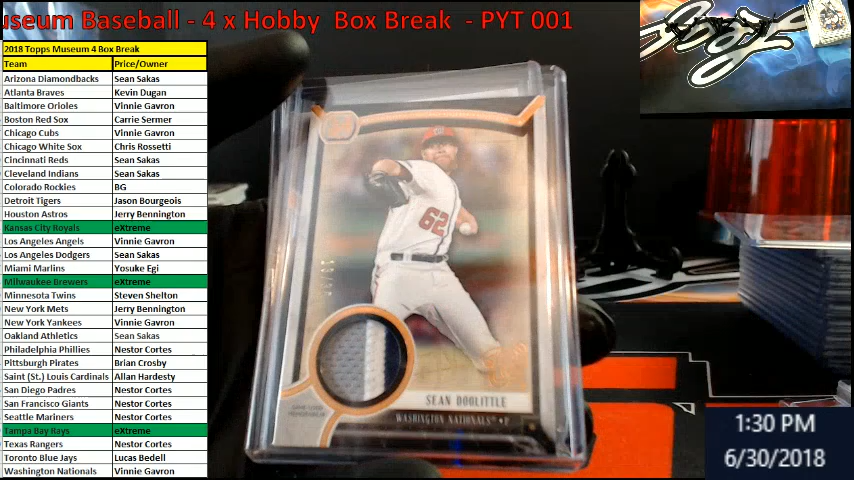 useum Baseball - 4 x Hobby Box Break - PYT 001
2018 Topps Museum 4 Box Break
Team Price/Owner
Arizona Diamondbacks Sean Sakas
Atlanta Braves Kevin Dugan
Baltimore Orioles Vinnie Gavron
Boston Red Sox Carrie Sermer
Chicago Cubs Vinnie Gavron
Chicago White Sox Chris Rossetti
Cincinnati Reds Sean Sakas
Cleveland Indians Sean Sakas
Colorado Rockies BG
Detroit Tigers Jason Bourgeois
Houston Astros Jerry Bennington
Kansas City Royals eXtreme
Los Angeles Angels Vinnie Gavron
Los Angeles Dodgers Sean Sakas
Miami Marlins Yosuke Egi
Milwaukee Brewers eXtreme
Minnesota Twins Steven Shelton
New York Mets Jerry Bennington
New York Yankees Vinnie Gavron
Oakland Athletics Sean Sakas
Philadelphia Phillies Nestor Cortes
Pittsburgh Pirates Brian Crosby
Saint (St.) Louis Cardinals Allan Hardesty
San Diego Padres Nestor Cortes
San Francisco Giants Nestor Cortes
Seattle Mariners Nestor Cortes
Tampa Bay Rays eXtreme
Texas Rangers Nestor Cortes
Toronto Blue Jays Lucas Bedell
Washington Nationals Vinnie Gavron
62
SEAN DOOLITTLE
WASHINGTON NATIONALS • P
1:30 PM
6/30/2018